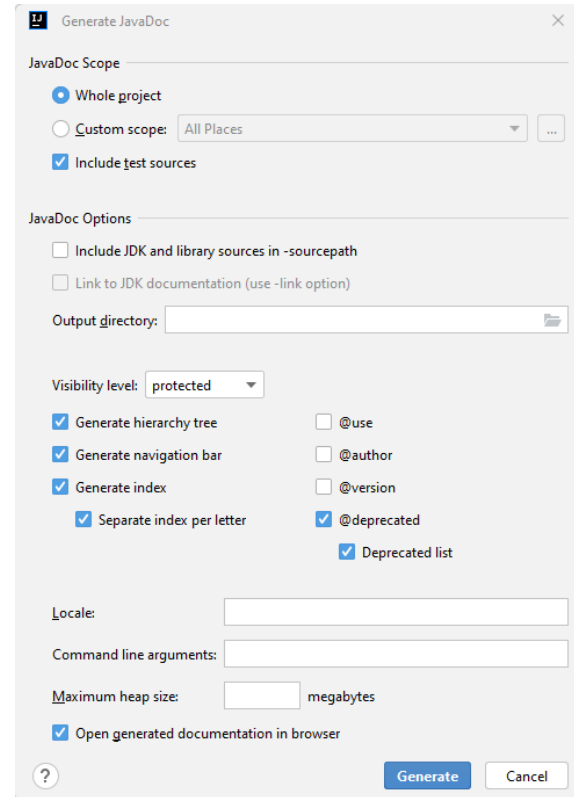 IJ
Generate JavaDoc
JavaDoc Scope
Whole project
Custom scope: All Places ...
Include test sources
JavaDoc Options
Include JDK and library sources in -sourcepath
Link to JDK documentation (use -link option)
Output directory:
Visibility level: protected
Generate hierarchy tree @use
Generate navigation bar @author
Generate index @version
Separate index per letter @deprecated
Deprecated list
Locale:
Command line arguments:
Maximum heap size: megabytes
Open generated documentation in browser
? Generate Cancel